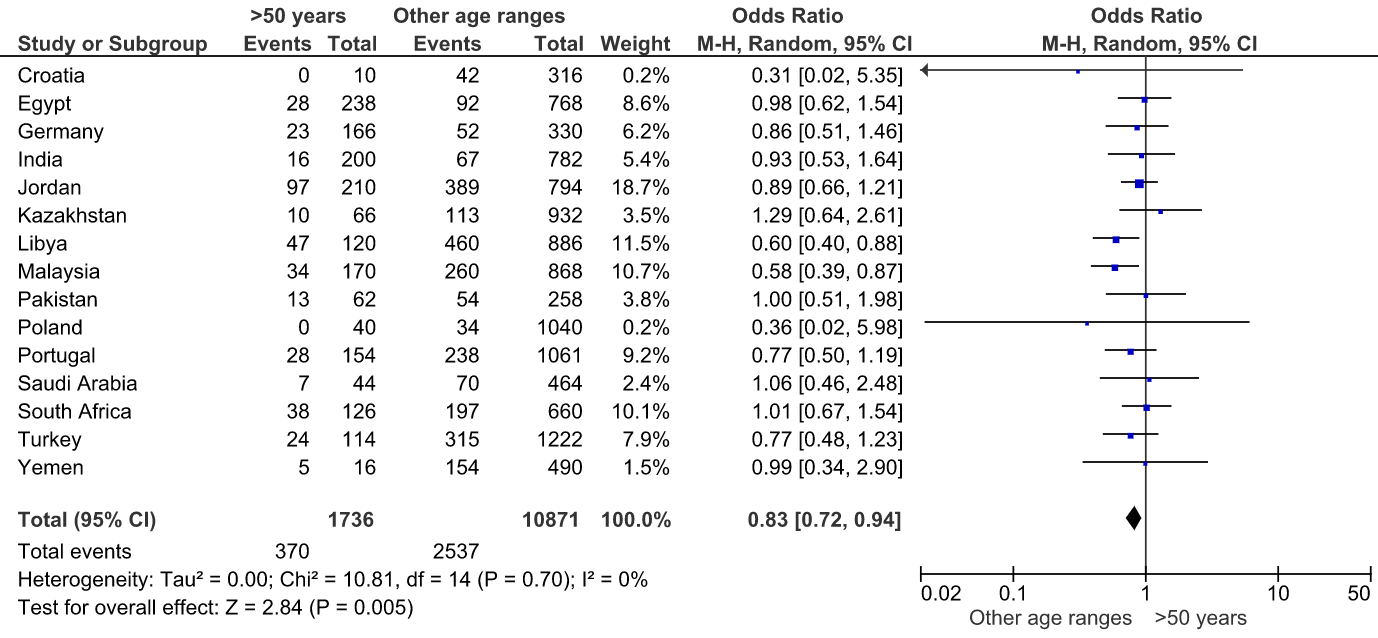 >50 years Other age ranges Odds Ratio Odds Ratio
Study or Subgroup Events Total Events Total Weight M-H, Random, 95% CI M-H, Random, 95% CI
Croatia 0 10 42 316 0.2% 0.31 [0.02, 5.35]
Egypt 28 238 92 768 8.6% 0.98 [0.62, 1.54]
Germany 23 166 52 330 6.2% 0.86 [0.51, 1.46]
India 16 200 67 782 5.4% 0.93 [0.53, 1.64]
Jordan 97 210 389 794 18.7% 0.89 [0.66, 1.21]
Kazakhstan 10 66 113 932 3.5% 1.29 [0.64, 2.61]
Libya 47 120 460 886 11.5% 0.60 [0.40, 0.88]
Malaysia 34 170 260 868 10.7% 0.58 [0.39, 0.87]
Pakistan 13 62 54 258 3.8% 1.00 [0.51, 1.98]
Poland 0 40 34 1040 0.2% 0.36 [0.02, 5.98]
Portugal 28 154 238 1061 9.2% 0.77 [0.50, 1.19]
Saudi Arabia 7 44 70 464 2.4% 1.06 [0.46, 2.48]
South Africa 38 126 197 660 10.1% 1.01 [0.67, 1.54]
Turkey 24 114 315 1222 7.9% 0.77 [0.48, 1.23]
Yemen 5 16 154 490 1.5% 0.99 [0.34, 2.90]
Total (95% CI) 1736 10871 100.0% 0.83 [0.72, 0.94]
Total events 370 2537
Heterogeneity: Tau² = 0.00; Chi² = 10.81, df = 14 (P = 0.70); I² = 0%
Test for overall effect: Z = 2.84 (P = 0.005)
0.02 0.1 1 10 50
Other age ranges >50 years